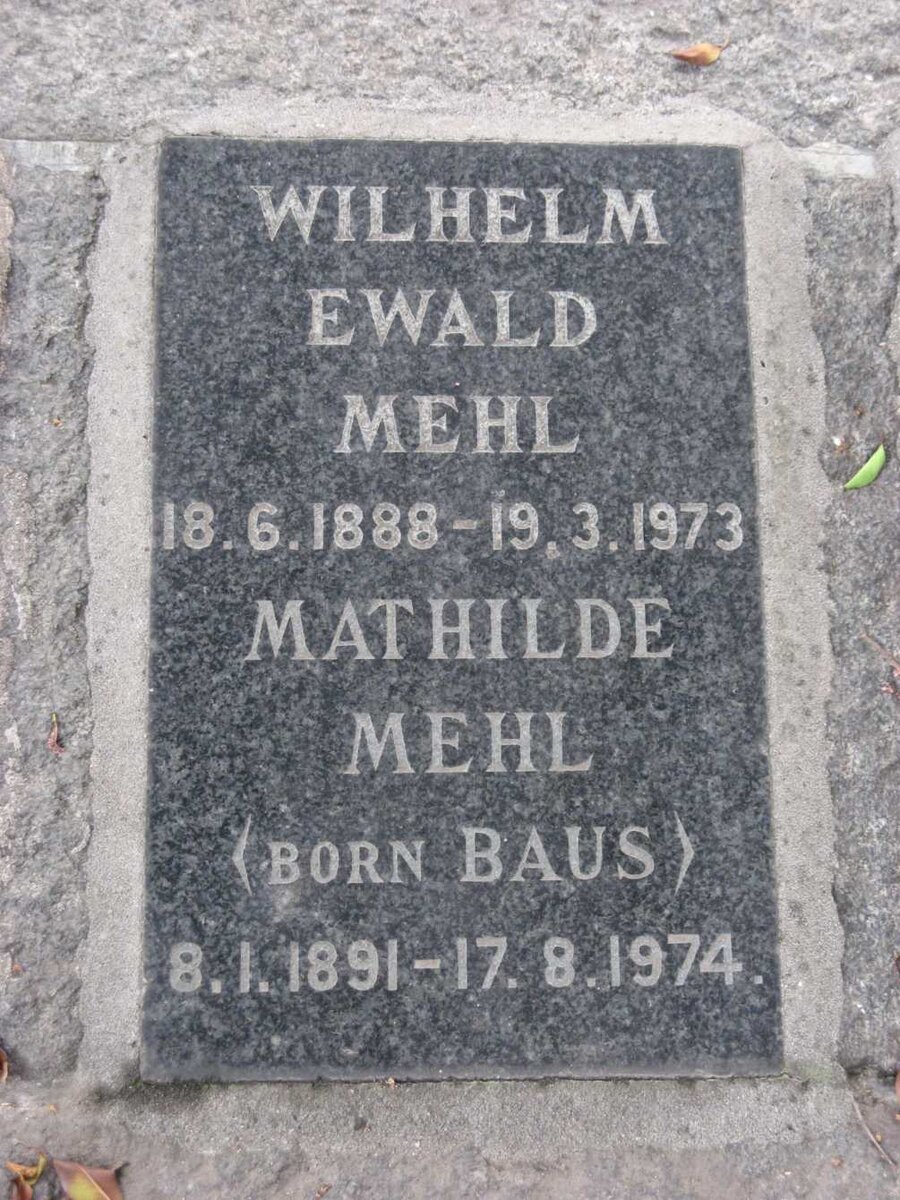 WILHELM
EWALD
MEHL
18.6.1888-19.3.1973
MATHILDE
MEHL
⟨BORN BAUS⟩
8.1.1891-17.8.1974.